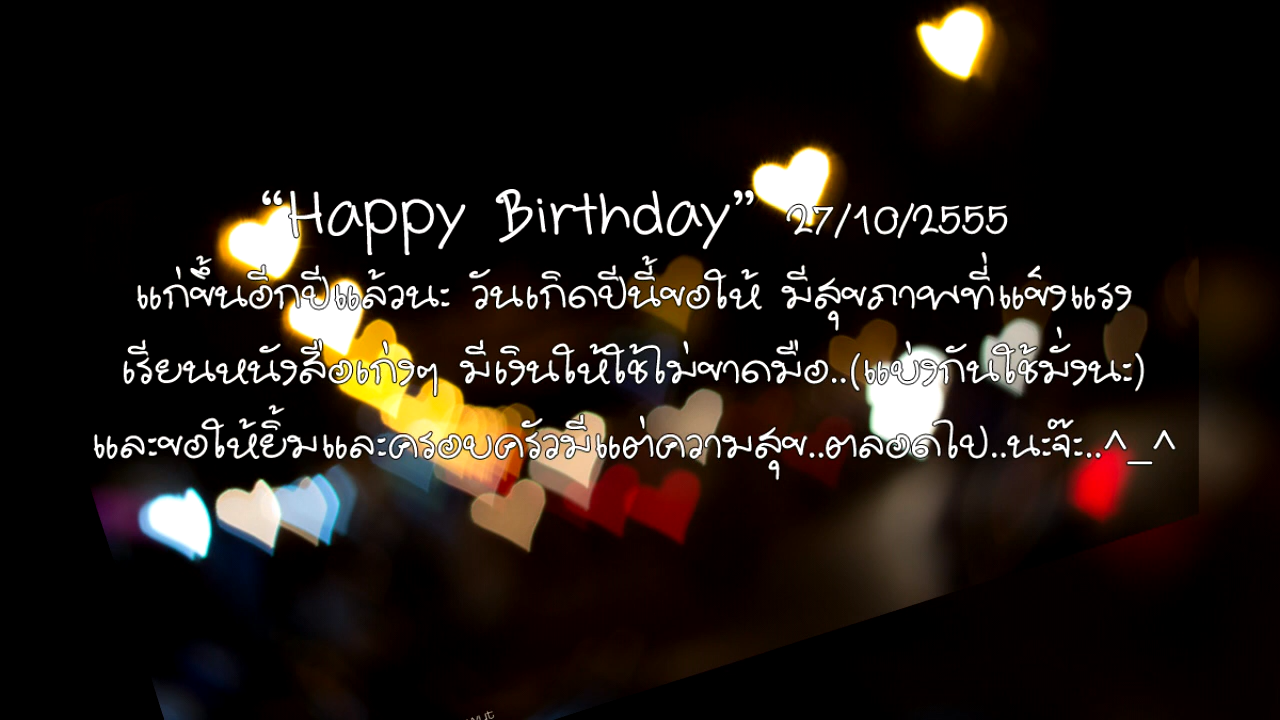 “Happy Birthday” 27/10/2555
แก่ขึ้นอีกปีแล้วนะ วันเกิดปีนี้ขอให้ มีสุขภาพที่แข็งแรง
เรียนหนังสือเก่งๆ มีเงินให้ใช้ไม่ขาดมือ..(แบ่งกันใช้มั่งนะ)
และขอให้ยิ้มและครอบครัวมีแต่ความสุข..ตลอดไป..นะจ๊ะ..^_^